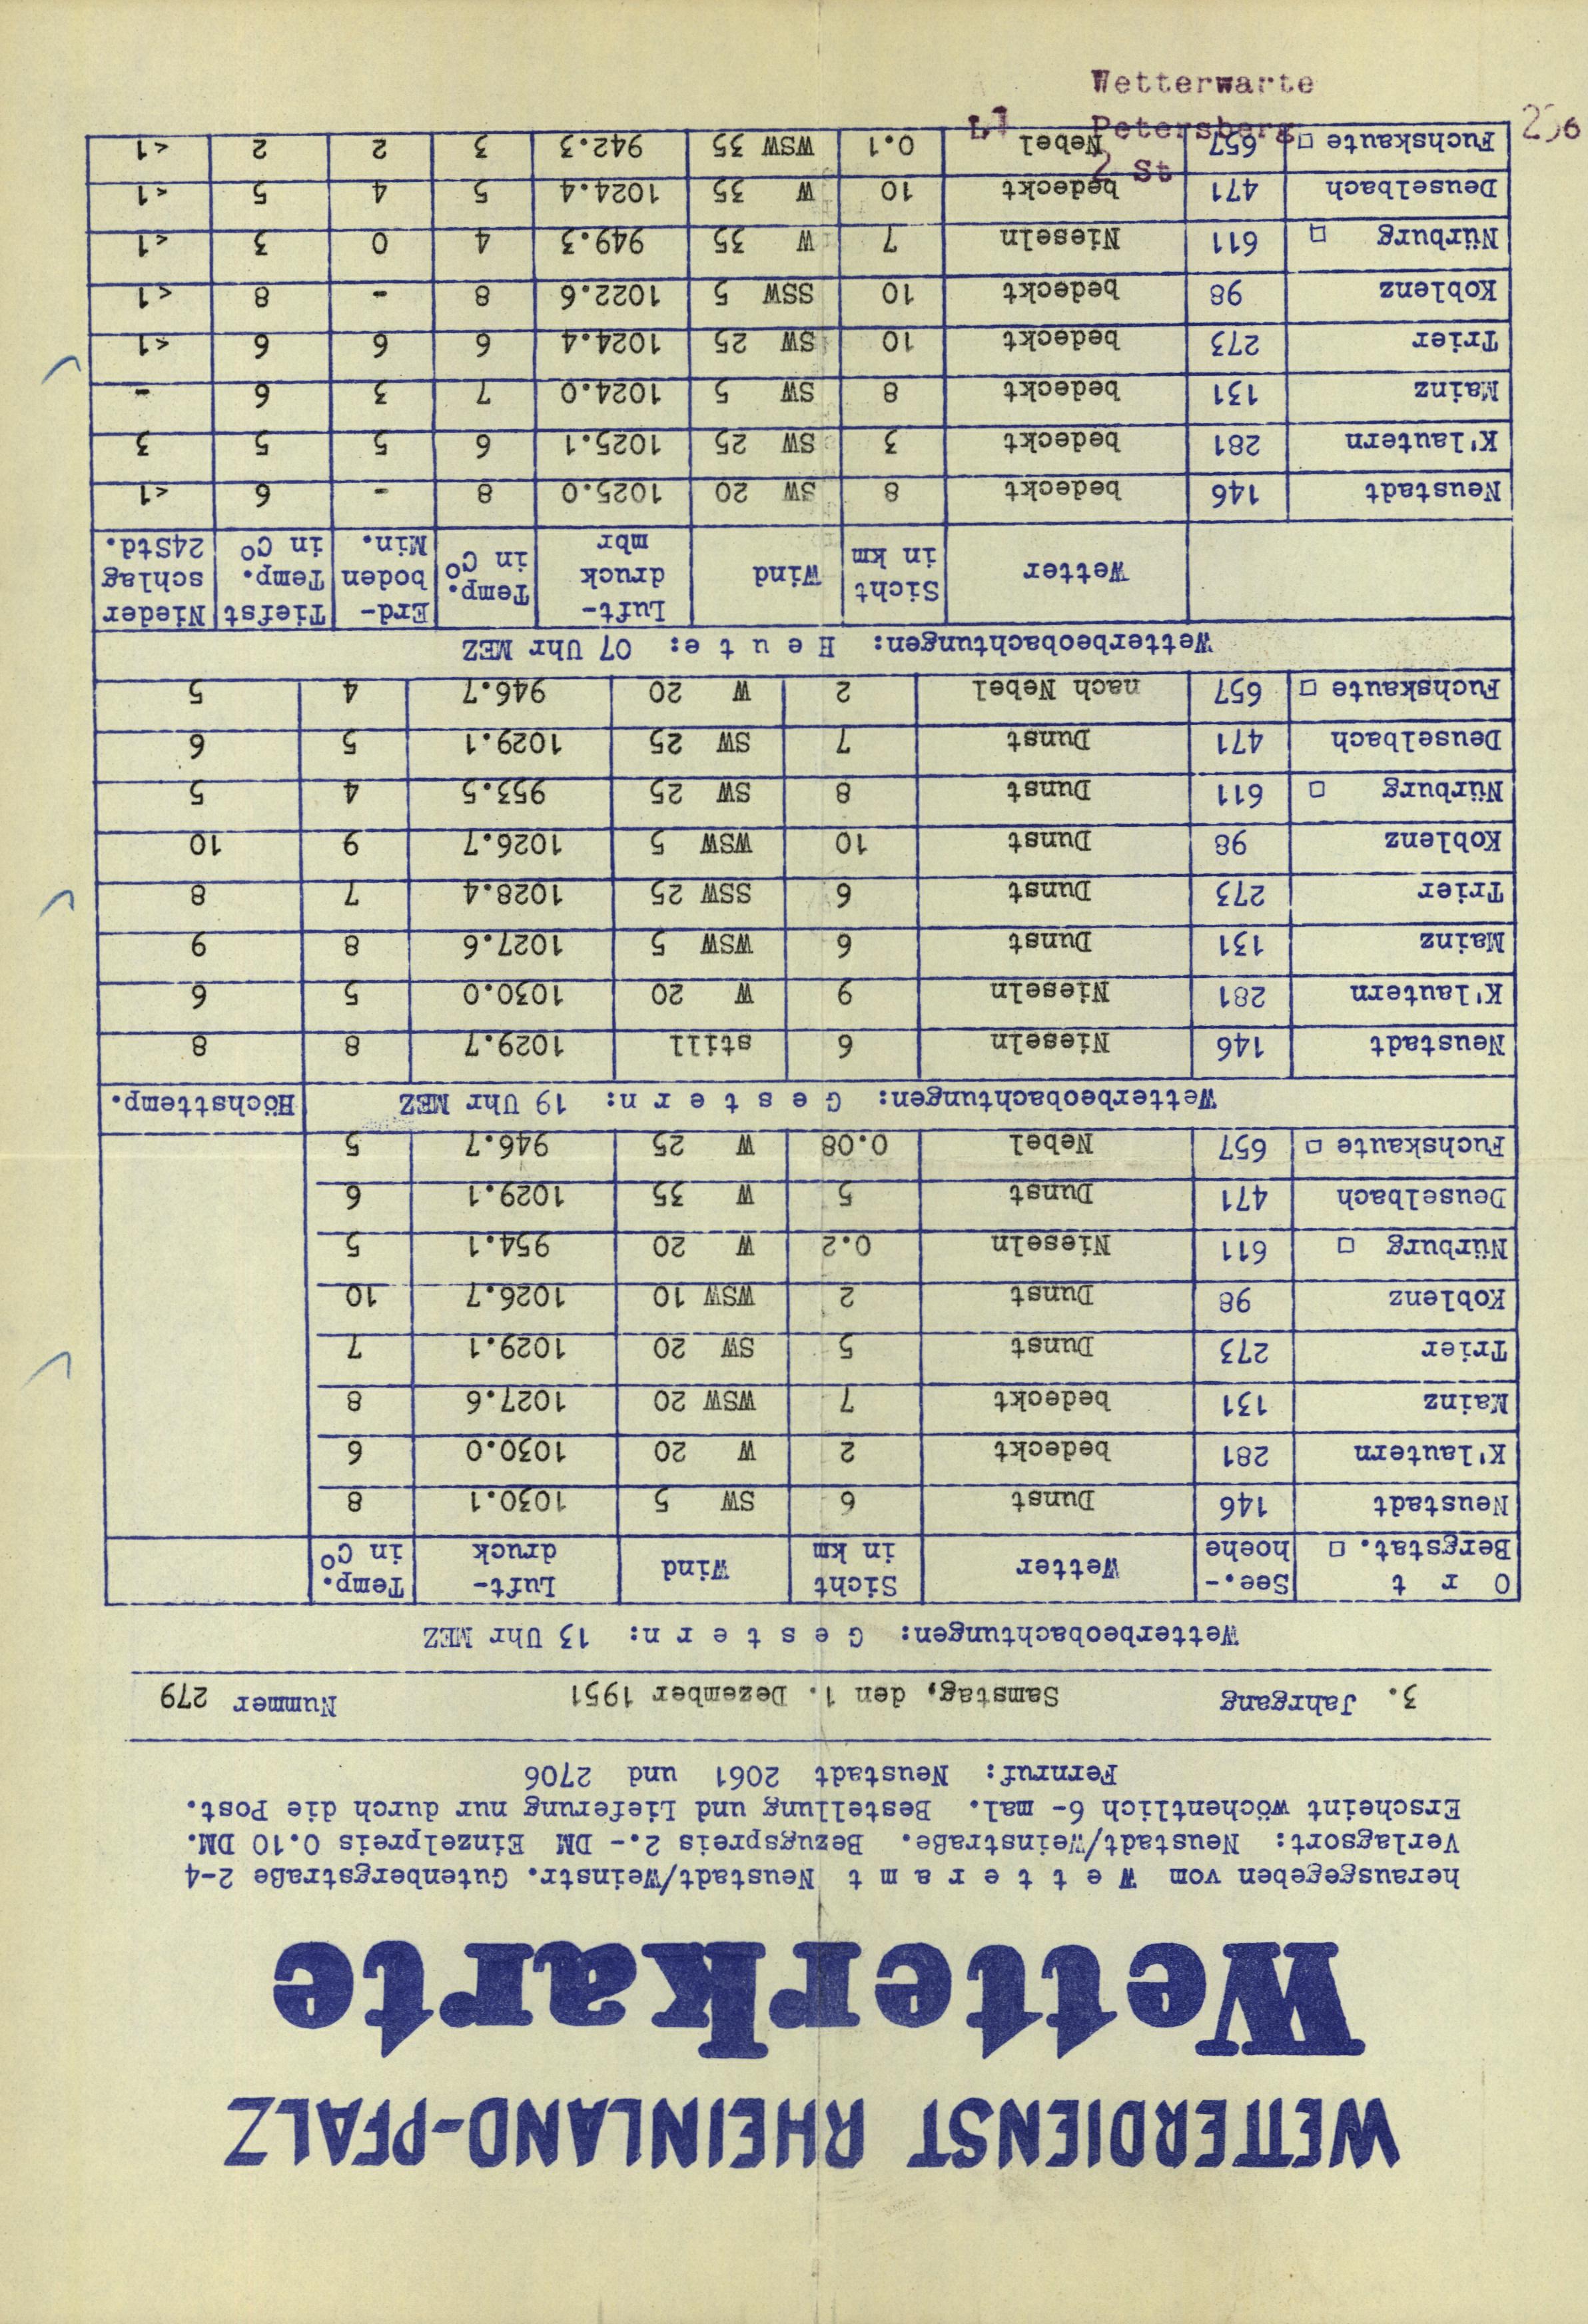 WETTERDIENST RHEINLAND-PFALZ
Wetterkarte
herausgegeben vom W e t t e r a m t Neustadt/Weinstr. Gutenbergstraße 2-4
Verlagsort: Neustadt/Weinstraße. Bezugspreis 2.- DM Einzelpreis 0.10 DM.
Erscheint wöchentlich 6- mal. Bestellung und Lieferung nur durch die Post.
Fernruf: Neustadt 2061 und 2706
3. Jahrgang Samstag, den 1. Dezember 1951 Nummer 279
Wetterbeobachtungen: G e s t e r n: 13 Uhr MEZ
O r t See.- Wetter Sicht Wind Luft- Temp.
Bergstat. □ hoehe in km druck in C°
Neustadt 146 Dunst 6 SW 5 1030.1 8
K'lautern 281 bedeckt 2 W 20 1030.0 6
Mainz 131 bedeckt 7 WSW 20 1027.6 8
Trier 273 Dunst 5 SW 20 1029.1 7
Koblenz 98 Dunst 2 WSW 10 1026.7 10
Nürburg □ 611 Nieseln 0.2 W 20 954.1 5
Deuselbach 471 Dunst 5 W 35 1029.1 6
Fuchskaute □ 657 Nebel 0.08 W 25 946.7 5
Wetterbeobachtungen: G e s t e r n: 19 Uhr MEZ Höchsttemp.
Neustadt 146 Nieseln 6 still 1029.7 8 8
K'lautern 281 Nieseln 9 W 20 1030.0 5 6
Mainz 131 Dunst 6 WSW 5 1027.6 8 9
Trier 273 Dunst 6 SSW 25 1028.4 7 8
Koblenz 98 Dunst 10 WSW 5 1026.7 9 10
Nürburg □ 611 Dunst 8 SW 25 953.5 4 5
Deuselbach 471 Dunst 7 SW 25 1029.1 5 6
Fuchskaute □ 657 nach Nebel 2 W 20 946.7 4 5
Wetterbeobachtungen: H e u t e: 07 Uhr MEZ
Wetter Sicht in km Wind Luft- druck mbr Temp. in C° Erd- boden Min. Tiefst Temp. in C° Nieder schlag 24Std.
Neustadt 146 bedeckt 8 SW 20 1025.0 8 - 6 <1
K'lautern 281 bedeckt 3 SW 25 1025.1 6 5 5 3
Mainz 131 bedeckt 8 SW 5 1024.0 7 3 6 -
Trier 273 bedeckt 10 SW 25 1024.4 6 6 6 <1
Koblenz 98 bedeckt 10 SSW 5 1022.6 8 - 8 <1
Nürburg □ 611 Nieseln 7 W 35 949.3 4 0 3 <1
Deuselbach 471 bedeckt 10 W 35 1024.4 5 4 5 <1
Fuchskaute □ 657 Nebel 0.1 WSW 35 942.3 3 2 2 <1
Wetterwarte
Petersberg
2 St